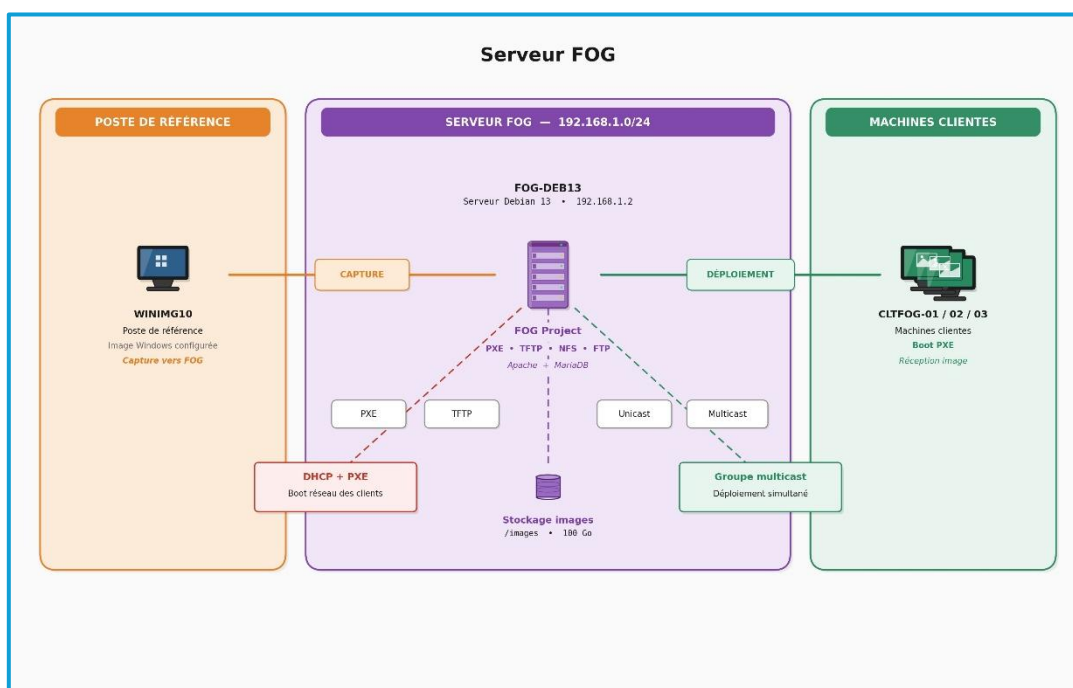 Serveur FOG
POSTE DE RÉFÉRENCE
WINIMG10
Poste de référence
Image Windows configurée
Capture vers FOG
CAPTURE
SERVEUR FOG — 192.168.1.0/24
FOG-DEB13
Serveur Debian 13 • 192.168.1.2
FOG Project
PXE • TFTP • NFS • FTP
Apache + MariaDB
PXE
TFTP
Unicast
Multicast
DHCP + PXE
Boot réseau des clients
Stockage images
/images • 100 Go
Groupe multicast
Déploiement simultané
DÉPLOIEMENT
MACHINES CLIENTES
CLTFOG-01 / 02 / 03
Machines clientes
Boot PXE
Réception image